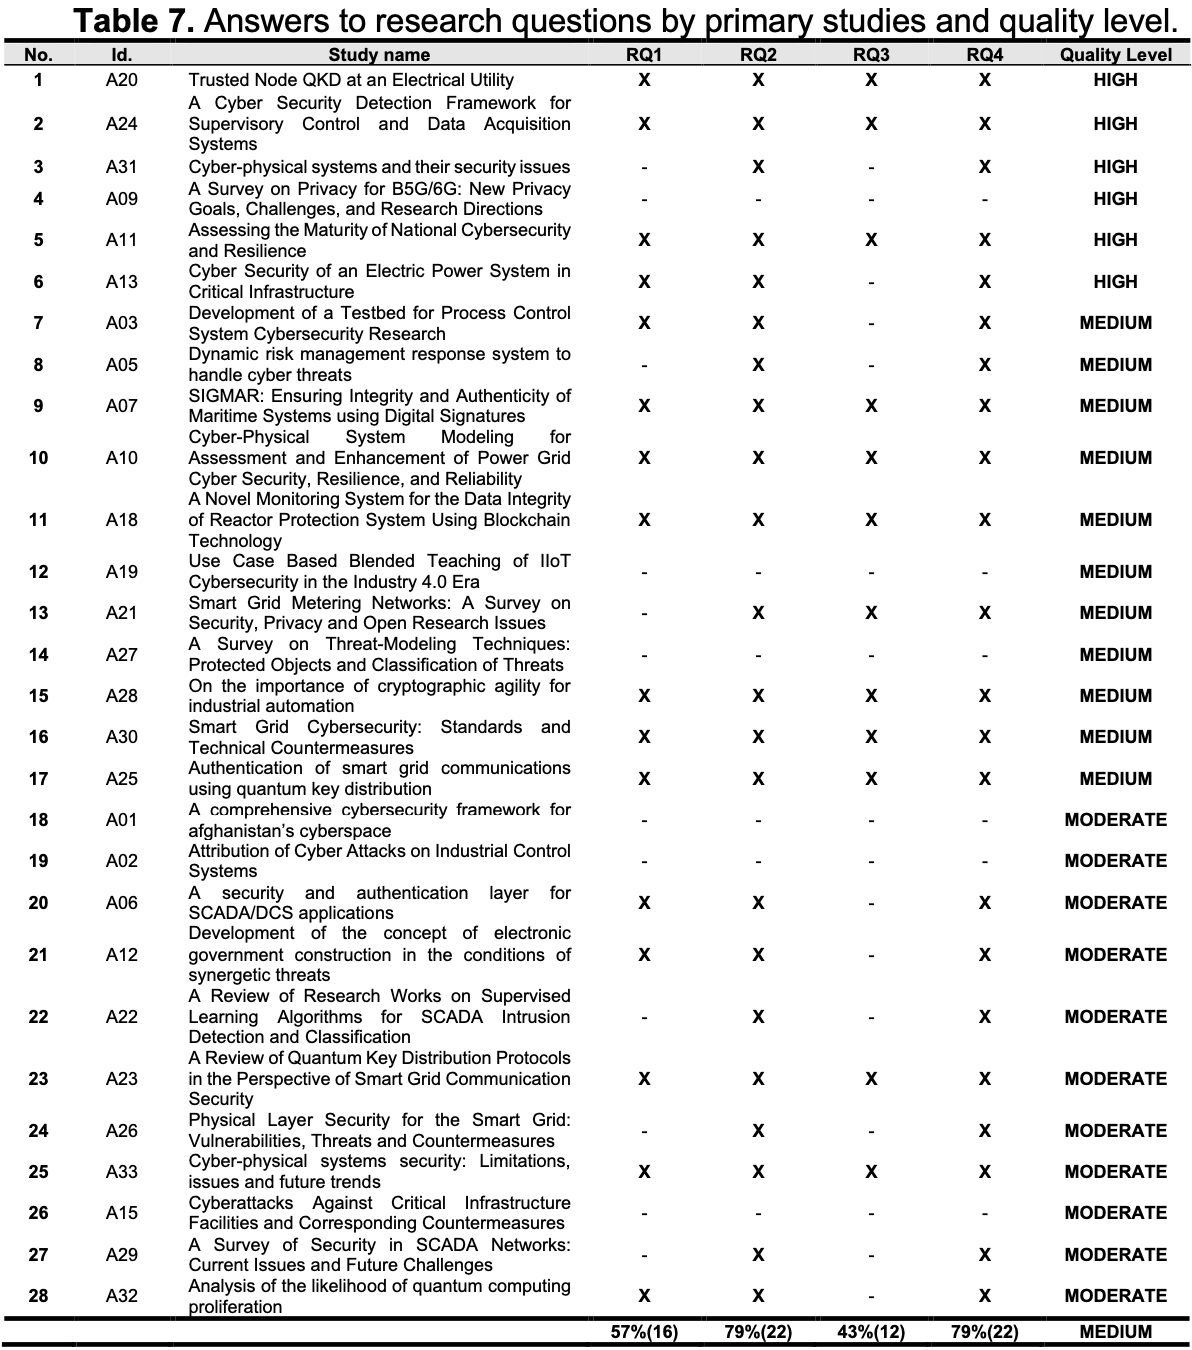 Table 7. Answers to research questions by primary studies and quality level.
No. Id. Study name RQ1 RQ2 RQ3 RQ4 Quality Level
1 A20 Trusted Node QKD at an Electrical Utility X X X X HIGH
A Cyber Security Detection Framework for
2 A24 Supervisory Control and Data Acquisition X X X X HIGH
Systems
3 A31 Cyber-physical systems and their security issues - X - X HIGH
A Survey on Privacy for B5G/6G: New Privacy
4 A09 - - - - HIGH
Goals, Challenges, and Research Directions
Assessing the Maturity of National Cybersecurity
5 A11 X X X X HIGH
and Resilience
Cyber Security of an Electric Power System in
6 A13 X X - X HIGH
Critical Infrastructure
Development of a Testbed for Process Control
7 A03 X X - X MEDIUM
System Cybersecurity Research
Dynamic risk management response system to
8 A05 - X - X MEDIUM
handle cyber threats
SIGMAR: Ensuring Integrity and Authenticity of
9 A07 X X X X MEDIUM
Maritime Systems using Digital Signatures
Cyber-Physical System Modeling for
10 A10 Assessment and Enhancement of Power Grid X X X X MEDIUM
Cyber Security, Resilience, and Reliability
A Novel Monitoring System for the Data Integrity
11 A18 of Reactor Protection System Using Blockchain X X X X MEDIUM
Technology
Use Case Based Blended Teaching of IIoT
12 A19 - - - - MEDIUM
Cybersecurity in the Industry 4.0 Era
Smart Grid Metering Networks: A Survey on
13 A21 - X X X MEDIUM
Security, Privacy and Open Research Issues
A Survey on Threat-Modeling Techniques:
14 A27 - - - - MEDIUM
Protected Objects and Classification of Threats
On the importance of cryptographic agility for
15 A28 X X X X MEDIUM
industrial automation
Smart Grid Cybersecurity: Standards and
16 A30 X X X X MEDIUM
Technical Countermeasures
Authentication of smart grid communications
17 A25 X X X X MEDIUM
using quantum key distribution
A comprehensive cybersecurity framework for
18 A01 - - - - MODERATE
afghanistan's cyberspace
Attribution of Cyber Attacks on Industrial Control
19 A02 - - - - MODERATE
Systems
A security and authentication layer for
20 A06 X X - X MODERATE
SCADA/DCS applications
Development of the concept of electronic
21 A12 government construction in the conditions of X X - X MODERATE
synergetic threats
A Review of Research Works on Supervised
22 A22 Learning Algorithms for SCADA Intrusion - X - X MODERATE
Detection and Classification
A Review of Quantum Key Distribution Protocols
23 A23 in the Perspective of Smart Grid Communication X X X X MODERATE
Security
Physical Layer Security for the Smart Grid:
24 A26 - X - X MODERATE
Vulnerabilities, Threats and Countermeasures
Cyber-physical systems security: Limitations,
25 A33 X X X X MODERATE
issues and future trends
Cyberattacks Against Critical Infrastructure
26 A15 - - - - MODERATE
Facilities and Corresponding Countermeasures
A Survey of Security in SCADA Networks:
27 A29 - X - X MODERATE
Current Issues and Future Challenges
Analysis of the likelihood of quantum computing
28 A32 X X - X MODERATE
proliferation
57%(16) 79%(22) 43%(12) 79%(22) MEDIUM